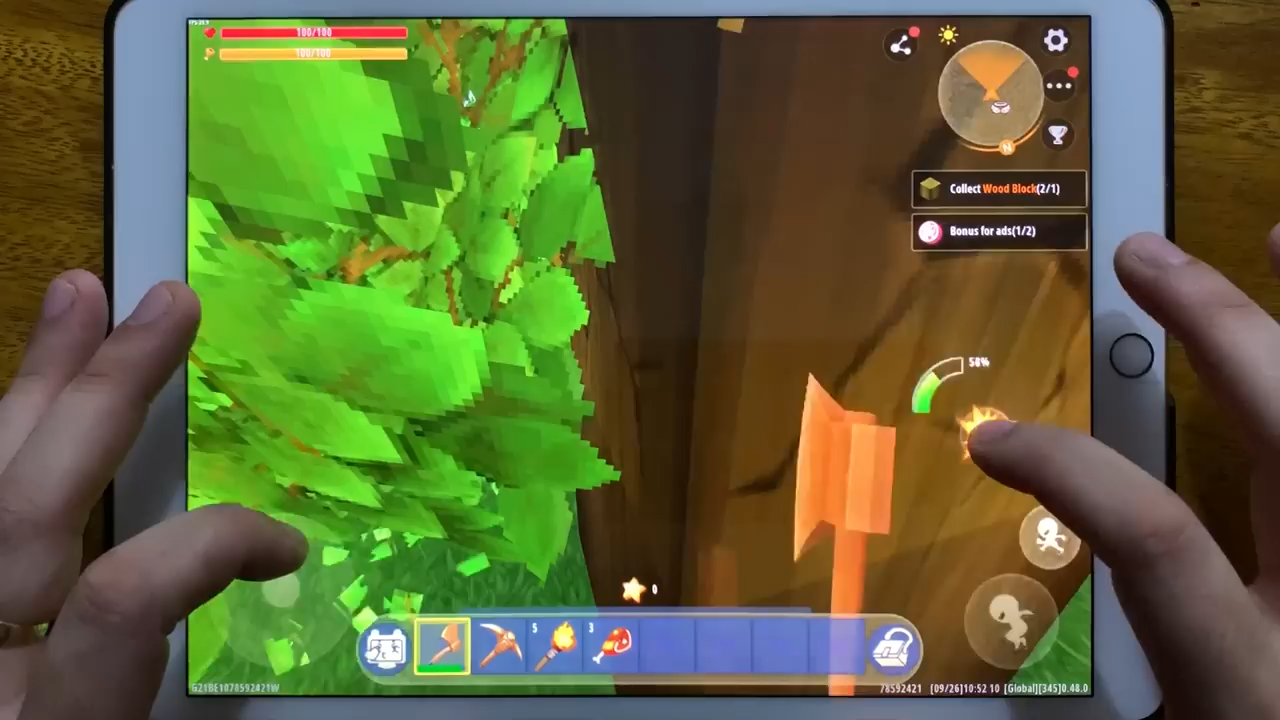 100/100
100/100
N
Collect Wood Block(2/1)
Bonus for ads(1/2)
58%
0
5
3
G21BE1078592421W
78592421 [09/26]10:52 10 [Global][345]0.48.0